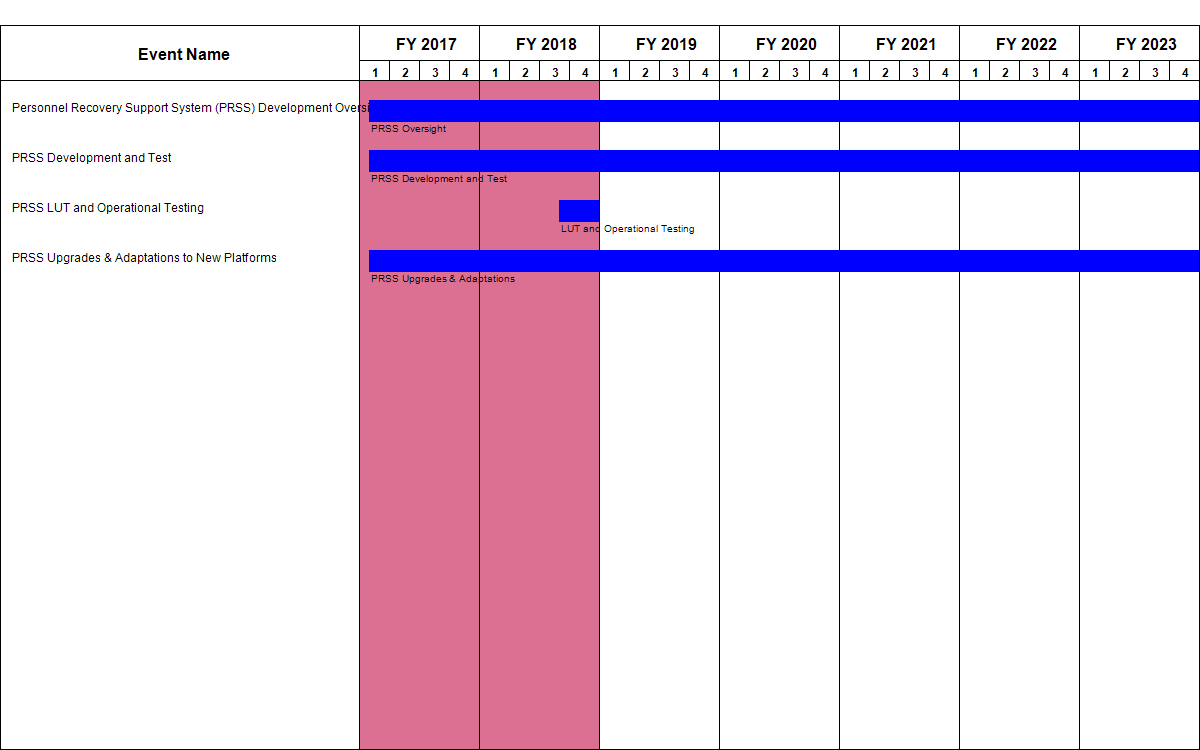 Event Name
FY 2017 FY 2018 FY 2019 FY 2020 FY 2021 FY 2022 FY 2023
1 2 3 4 1 2 3 4 1 2 3 4 1 2 3 4 1 2 3 4 1 2 3 4 1 2 3 4
Personnel Recovery Support System (PRSS) Development Oversi
PRSS Oversight
PRSS Development and Test
PRSS Development and Test
PRSS LUT and Operational Testing
LUT and Operational Testing
PRSS Upgrades & Adaptations to New Platforms
PRSS Upgrades & Adaptations